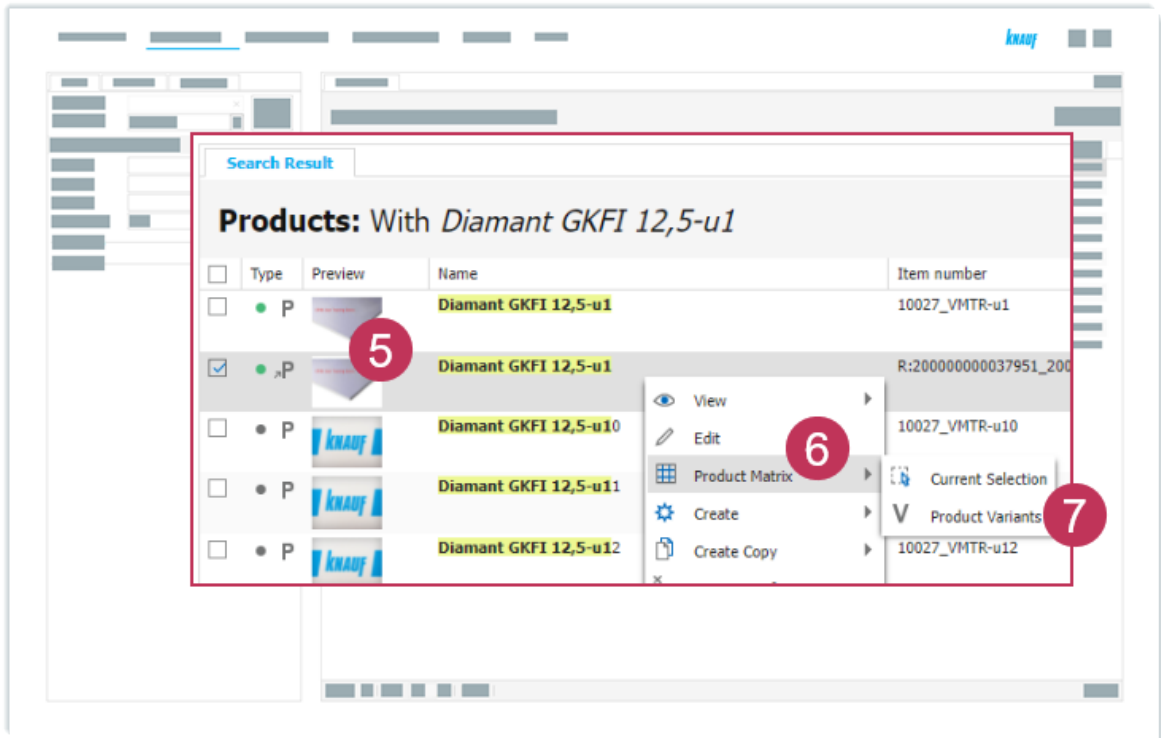 KNAUF
Search Result
Products: With Diamant GKFI 12,5-u1
Type Preview Name Item number
P Diamant GKFI 12,5-u1 10027_VMTR-u1
5
P Diamant GKFI 12,5-u1 R:200000000037951_200
View
P KNAUF Diamant GKFI 12,5-u10 Edit 10027_VMTR-u10
6
Product Matrix Current Selection
P KNAUF Diamant GKFI 12,5-u11
Create V Product Variants 7
P KNAUF Diamant GKFI 12,5-u12 Create Copy 10027_VMTR-u12